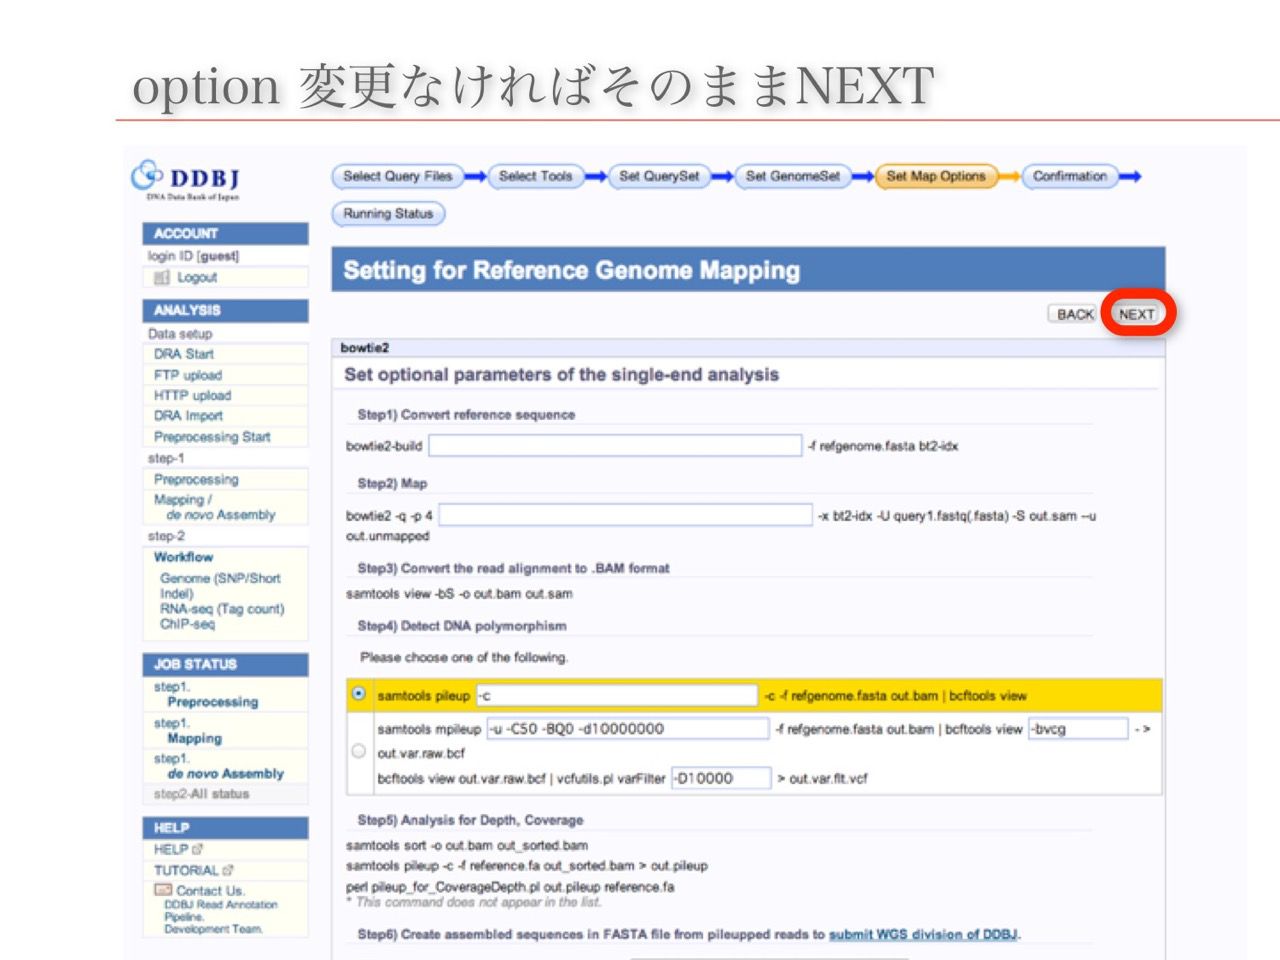 option 変更なければそのままNEXT
DDBJ
DNA Data Bank of Japan
Select Query Files
Select Tools
Set QuerySet
Set GenomeSet
Set Map Options
Confirmation
Running Status
ACCOUNT
login ID [guest]
Logout
ANALYSIS
Data setup
DRA Start
FTP upload
HTTP upload
DRA Import
Preprocessing Start
step-1
Preprocessing
Mapping /
de novo Assembly
step-2
Workflow
Genome (SNP/Short
Indel)
RNA-seq (Tag count)
ChIP-seq
JOB STATUS
step1.
Preprocessing
step1.
Mapping
step1.
de novo Assembly
step2-All status
HELP
HELP
TUTORIAL
Contact Us.
DDBJ Read Annotation
Pipeline.
Development Team.
Setting for Reference Genome Mapping
BACK NEXT
bowtie2
Set optional parameters of the single-end analysis
Step1) Convert reference sequence
bowtie2-build -f refgenome.fasta bt2-idx
Step2) Map
bowtie2 -q -p 4 -x bt2-idx -U query1.fastq(.fasta) -S out.sam --u
out.unmapped
Step3) Convert the read alignment to .BAM format
samtools view -bS -o out.bam out.sam
Step4) Detect DNA polymorphism
Please choose one of the following.
samtools pileup -c -c -f refgenome.fasta out.bam | bcftools view
samtools mpileup -u -C50 -BQ0 -d10000000 -f refgenome.fasta out.bam | bcftools view -bvcg - >
out.var.raw.bcf
bcftools view out.var.raw.bcf | vcfutils.pl varFilter -D10000 > out.var.flt.vcf
Step5) Analysis for Depth, Coverage
samtools sort -o out.bam out_sorted.bam
samtools pileup -c -f reference.fa out_sorted.bam > out.pileup
perl pileup_for_CoverageDepth.pl out.pileup reference.fa
* This command does not appear in the list.
Step6) Create assembled sequences in FASTA file from pileupped reads to submit WGS division of DDBJ.